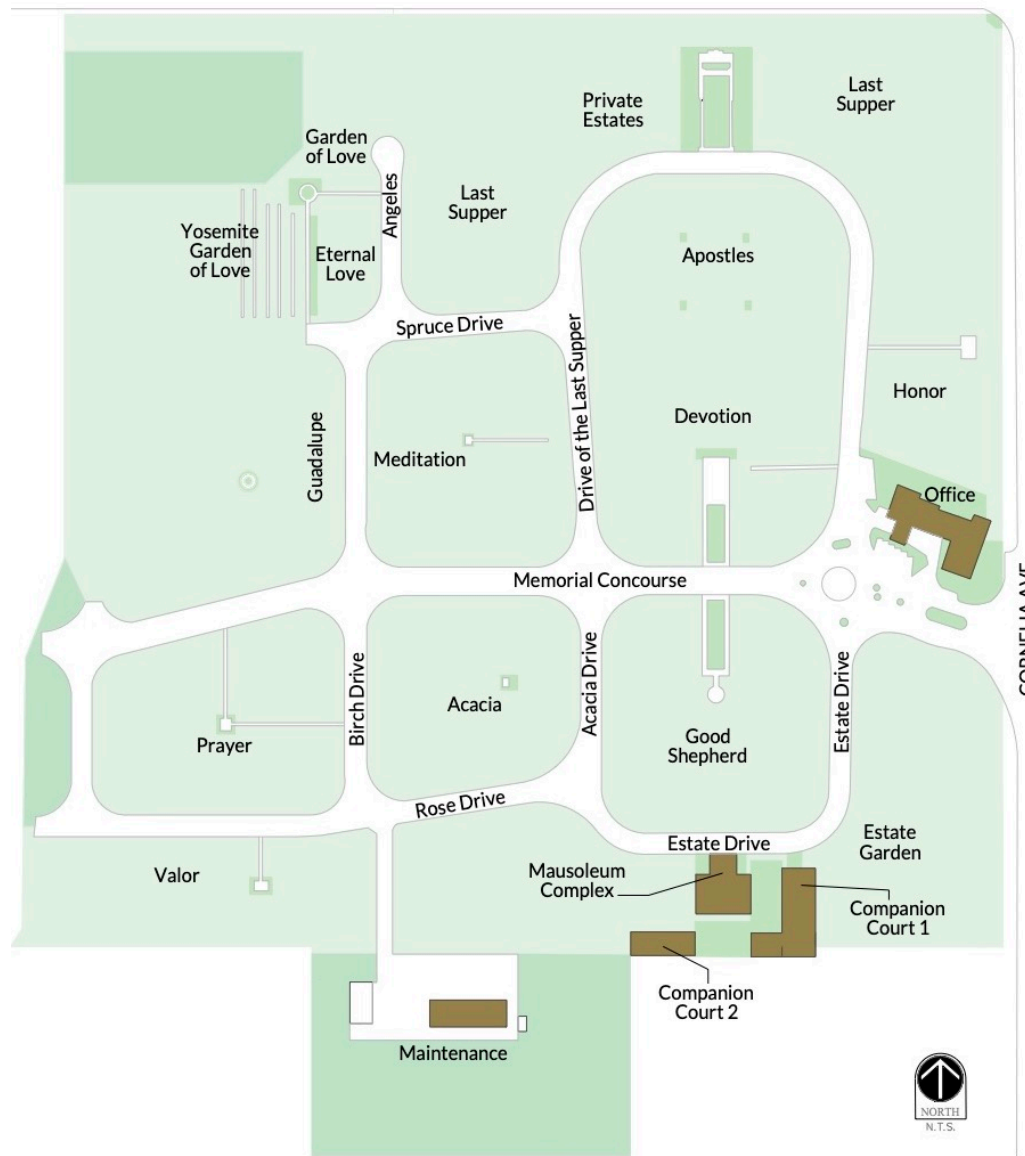 Private
Estates
Last
Supper
Garden
of Love
Angeles
Last
Supper
Yosemite
Garden
of Love
Eternal
Love
Apostles
Spruce Drive
Drive of the Last Supper
Honor
Devotion
Guadalupe
Meditation
Office
Memorial Concourse
CORNELIA AVE
Birch Drive
Acacia
Acacia Drive
Estate Drive
Prayer
Good
Shepherd
Rose Drive
Estate Drive
Estate
Garden
Valor
Mausoleum
Complex
Companion
Court 1
Companion
Court 2
Maintenance
NORTH
N.T.S.